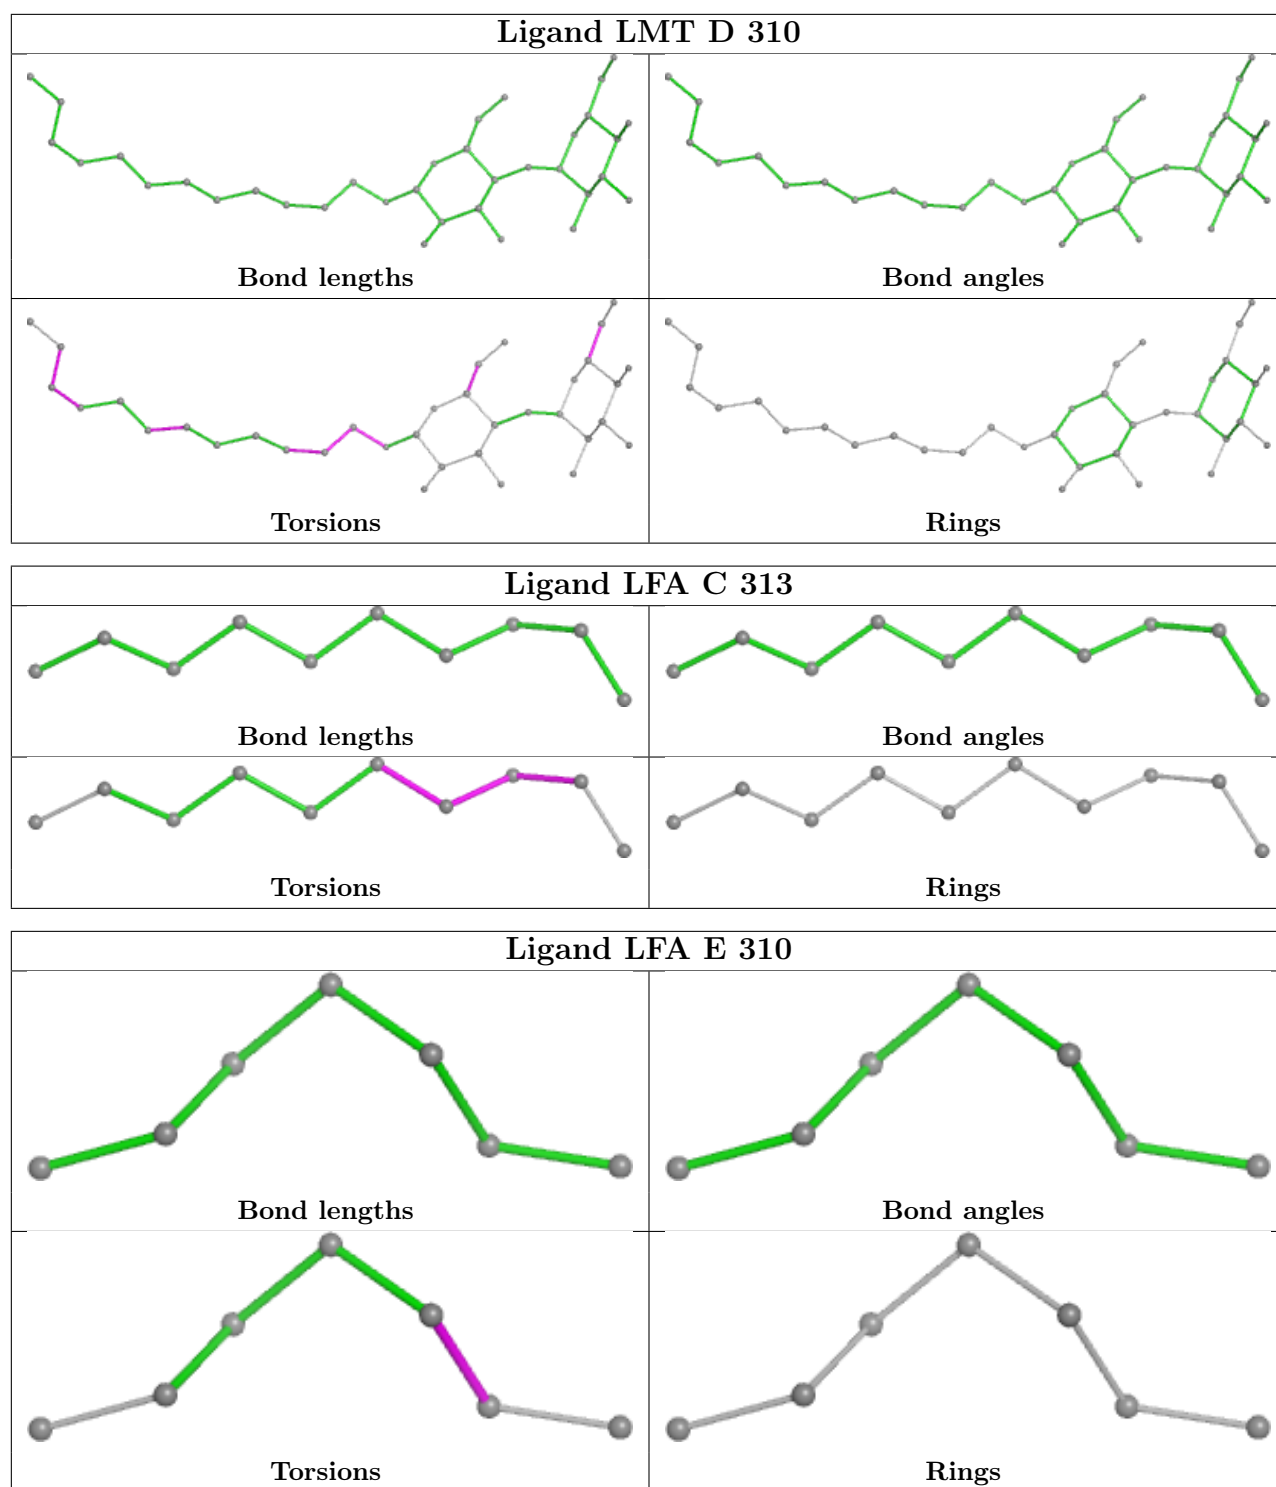 Ligand LMT D 310
Bond lengths
Bond angles
Torsions
Rings
Ligand LFA C 313
Bond lengths
Bond angles
Torsions
Rings
Ligand LFA E 310
Bond lengths
Bond angles
Torsions
Rings